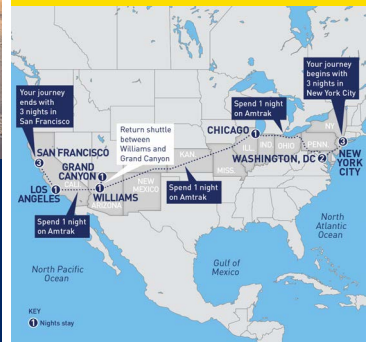 Your journey
begins with
3 nights in
New York City
Your journey
ends with
3 nights in
San Francisco
Spend 1 night
on Amtrak
Return shuttle
between
Williams and
Grand Canyon
CHICAGO
1
NY
3
NEW
YORK
CITY
WASHINGTON, DC
2
PENN.
OHIO
IND.
ILL.
MISS.
KAN.
SAN FRANCISCO
3
GRAND
CANYON
1
CAL.
LOS
ANGELES
1
1
WILLIAMS
ARIZONA
NEW
MEXICO
Spend 1 night
on Amtrak
Spend 1 night
on Amtrak
North
Atlantic
Ocean
North Pacific
Ocean
Gulf of
Mexico
KEY
1 Nights stay